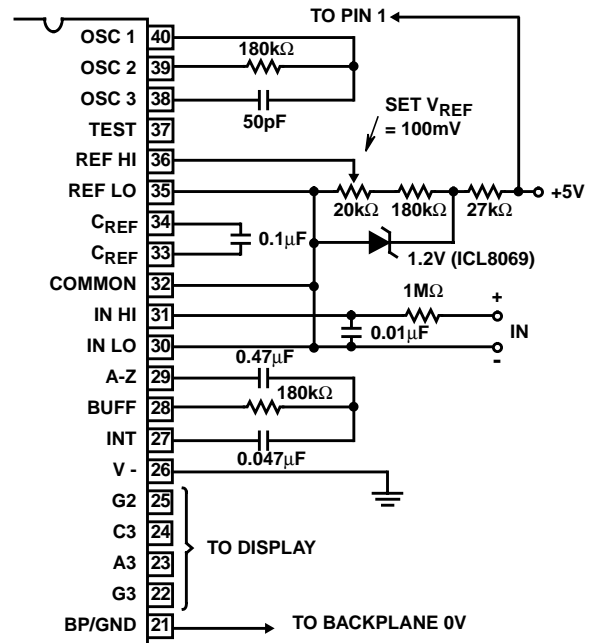 TO PIN 1
OSC 1 40
180kΩ
OSC 2 39
OSC 3 38
50pF
SET VREF
= 100mV
TEST 37
REF HI 36
REF LO 35
+5V
20kΩ 180kΩ 27kΩ
CREF 34
0.1µF
CREF 33
1.2V (ICL8069)
COMMON 32
1MΩ
+
IN HI 31
0.01µF
IN
IN LO 30
-
0.47µF
A-Z 29
180kΩ
BUFF 28
INT 27
0.047µF
V - 26
G2 25
C3 24
TO DISPLAY
A3 23
G3 22
BP/GND 21
TO BACKPLANE 0V